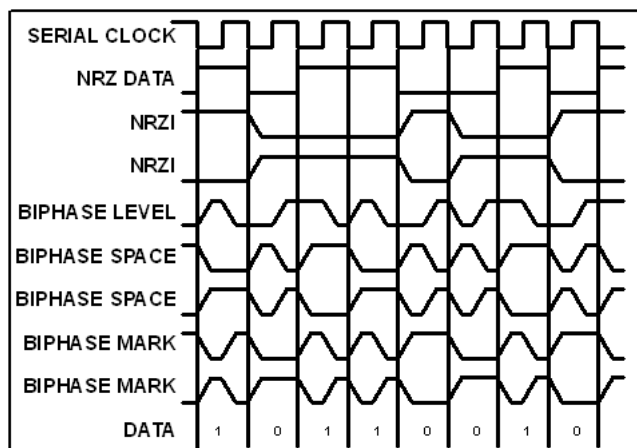 SERIAL CLOCK
NRZ DATA
NRZI
NRZI
BIPHASE LEVEL
BIPHASE SPACE
BIPHASE SPACE
BIPHASE MARK
BIPHASE MARK
DATA 1 0 1 1 0 0 1 0